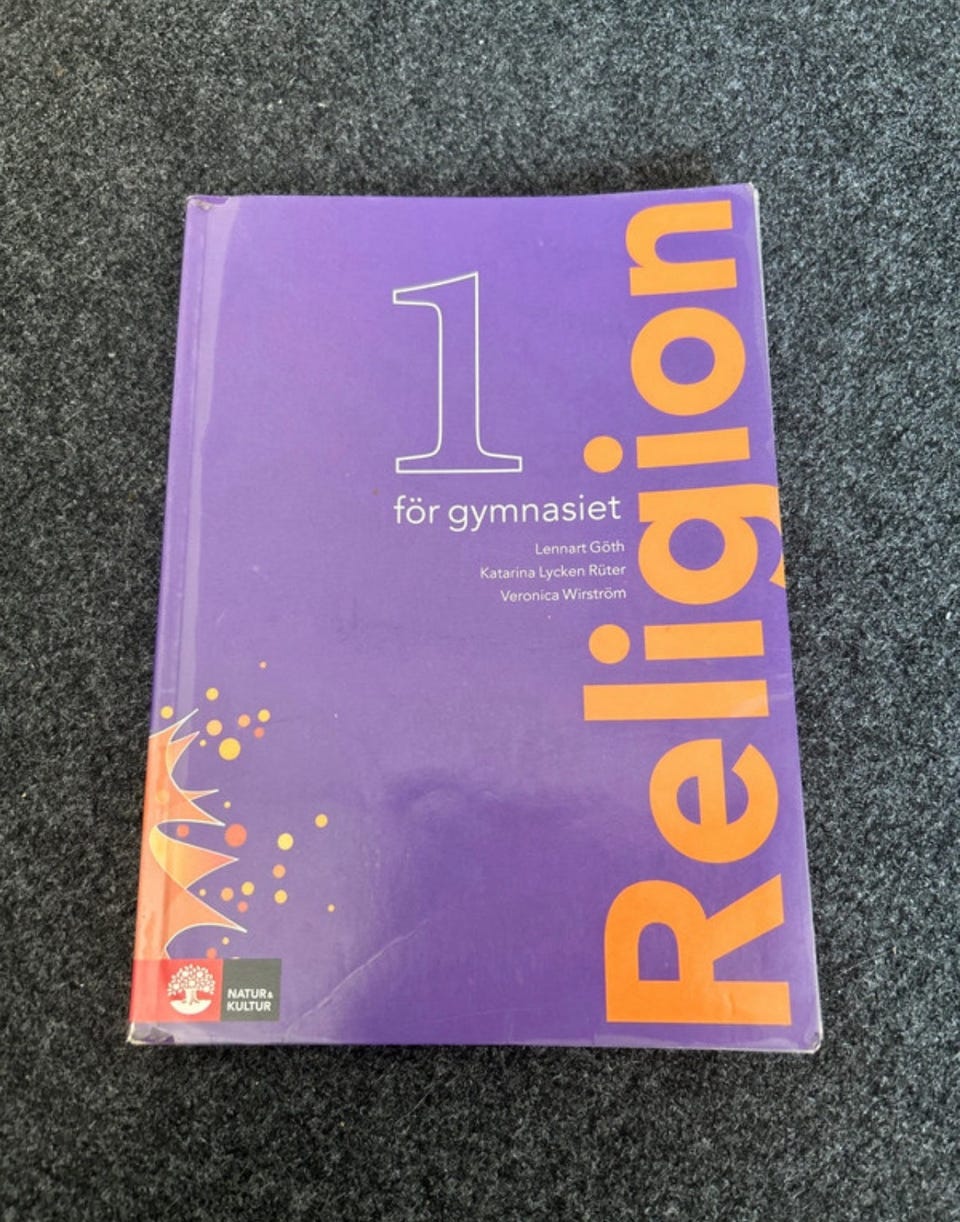 Religion
1
för gymnasiet
Lennart Göth
Katarina Lycken Rüter
Veronica Wirström
NATUR&
KULTUR